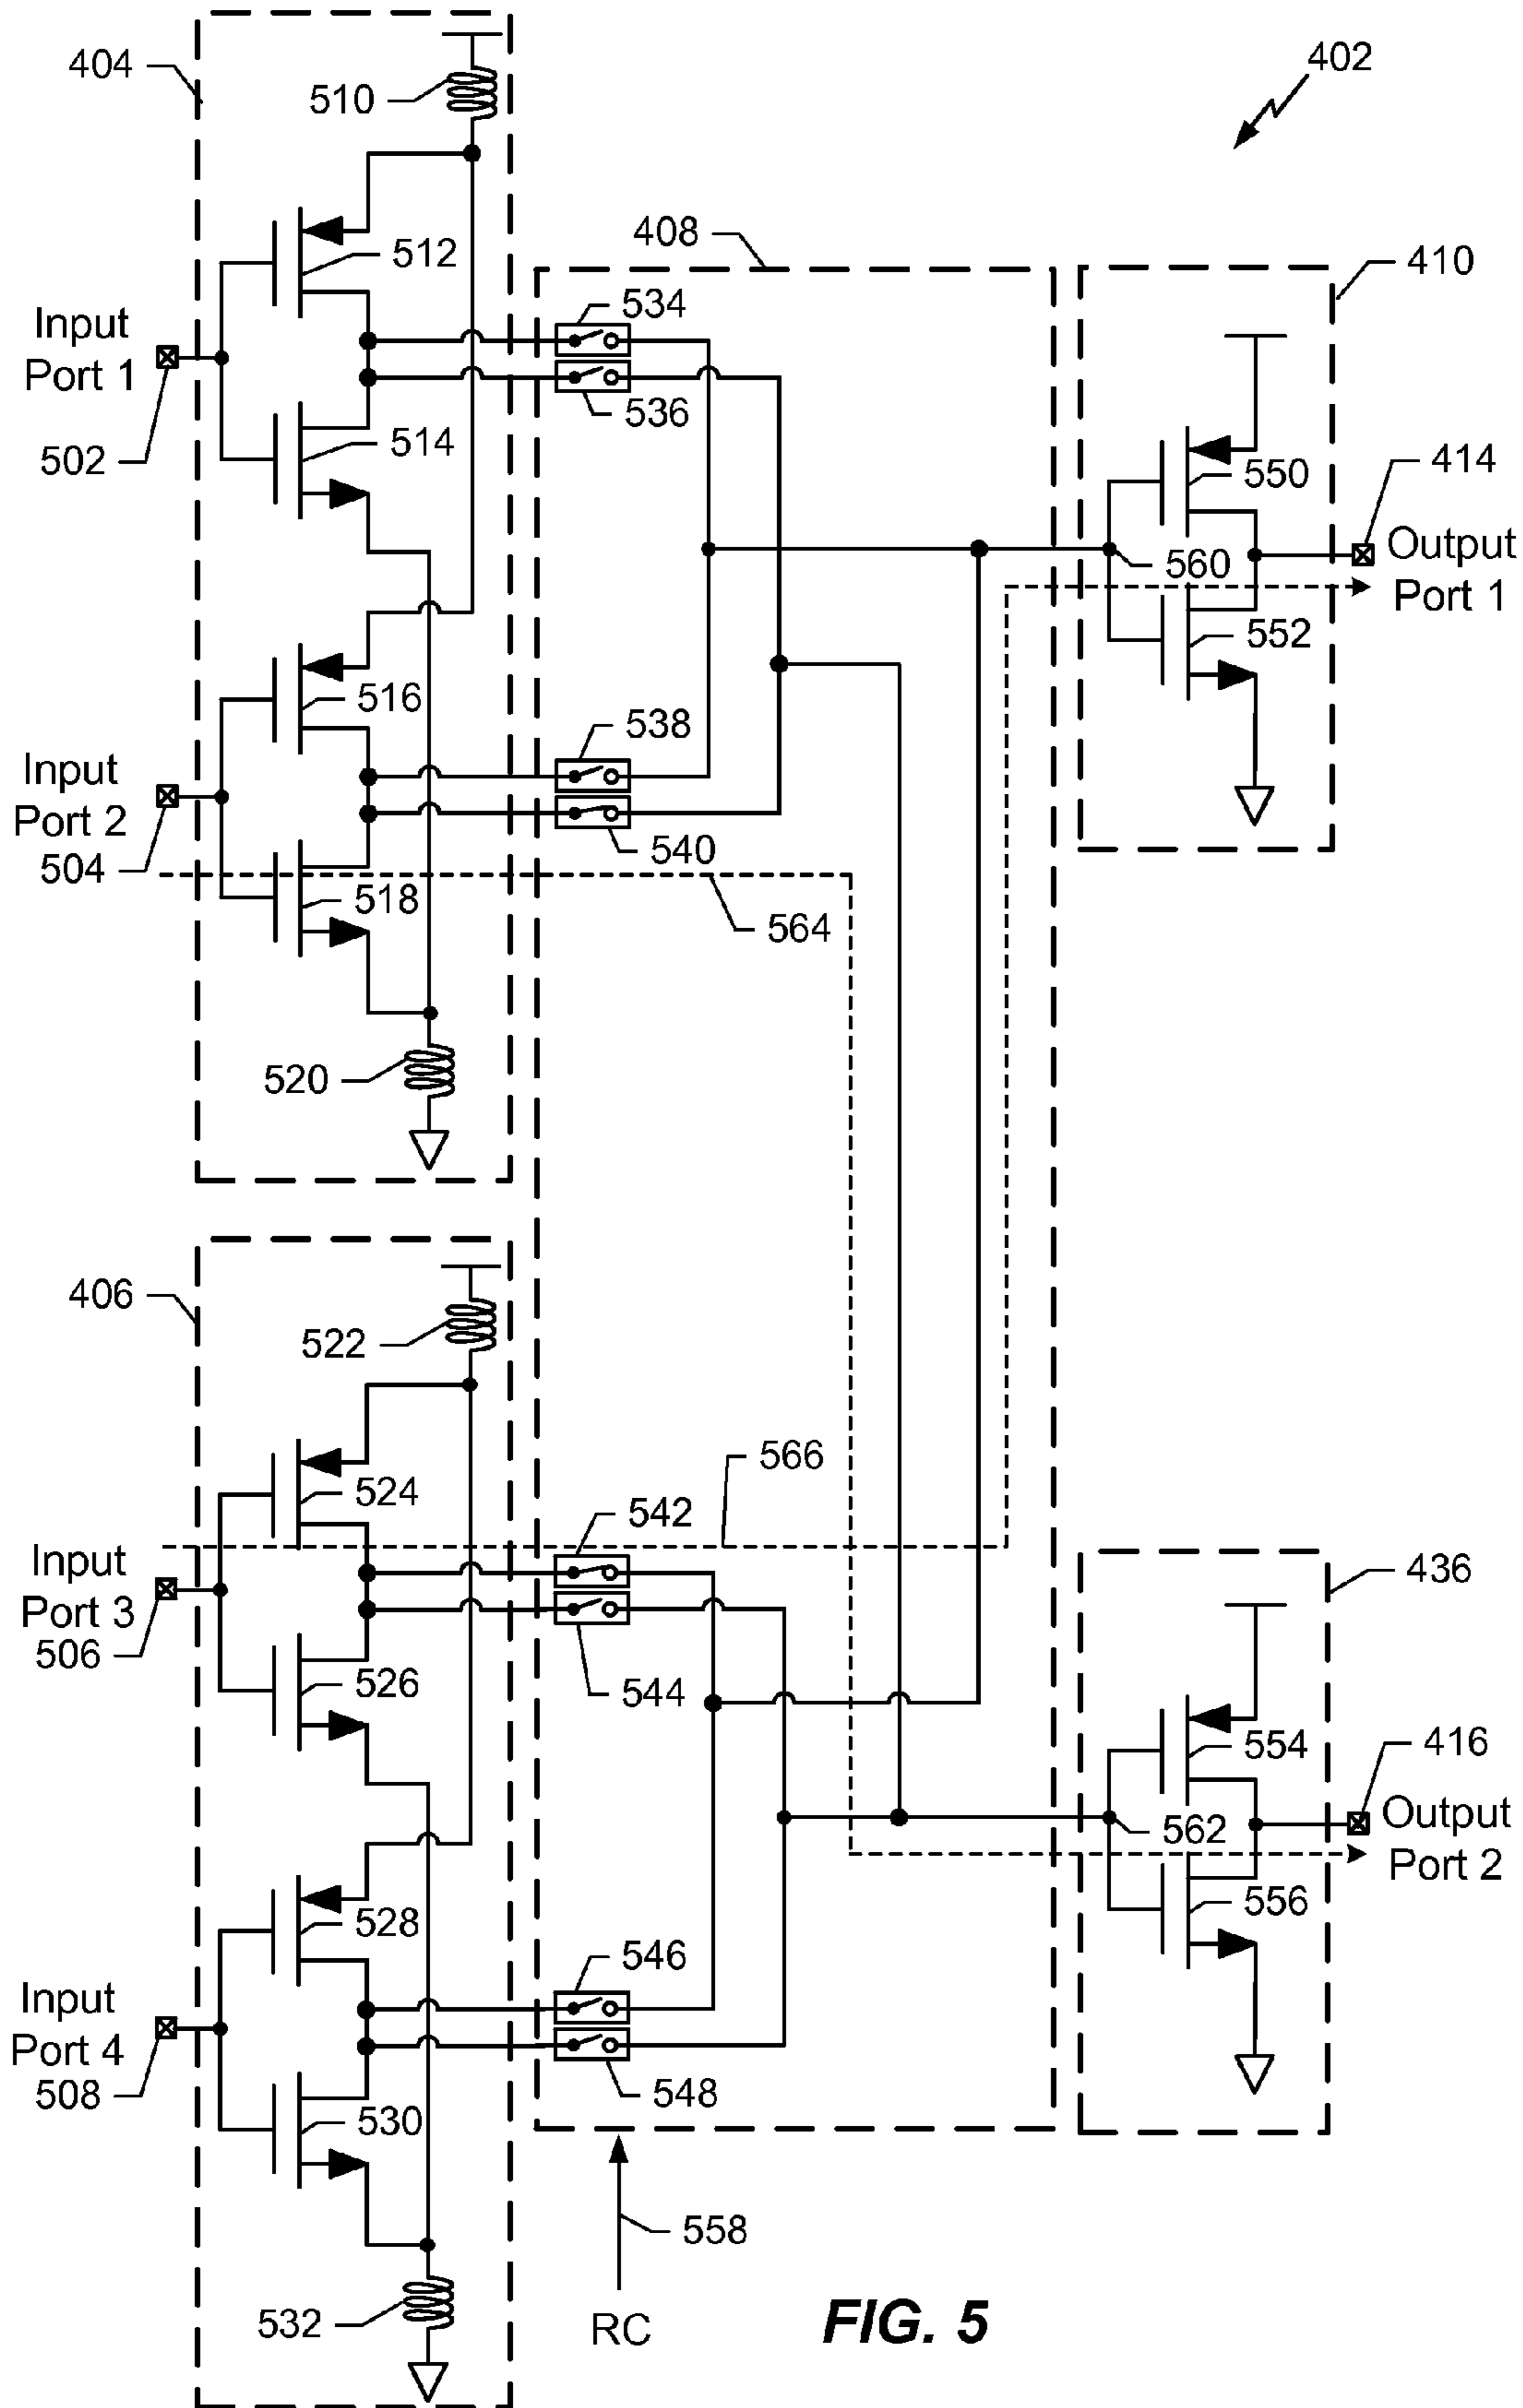 404
510
402
512
408
410
534
Input
Port 1
536
502
514
550
414
Output
Port 1
560
552
516
538
Input
Port 2
540
504
518
564
520
406
522
566
524
542
Input
Port 3
506
436
544
526
554
416
Output
Port 2
562
556
528
546
Input
Port 4
508
548
530
558
532
RC
FIG. 5